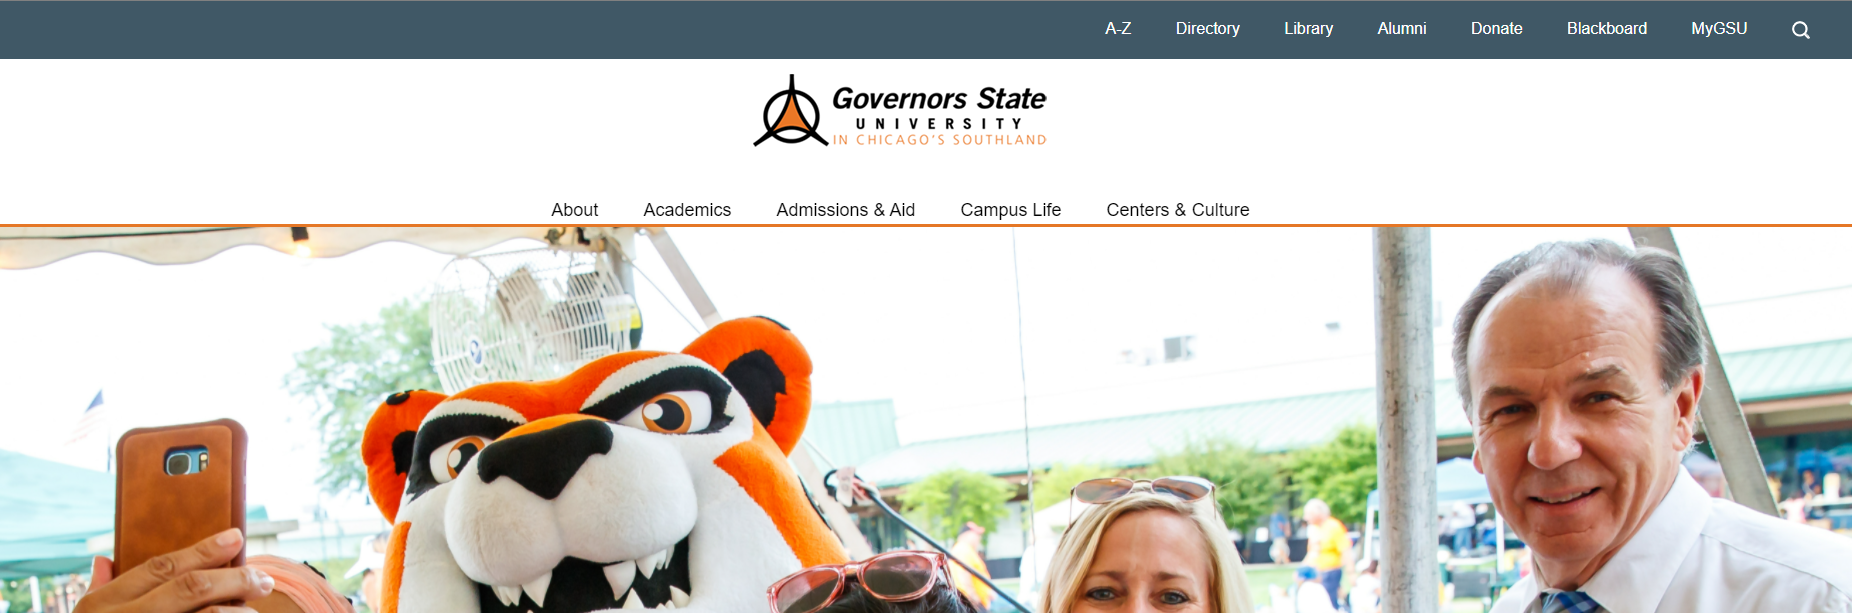 A-Z Directory Library Alumni Donate Blackboard MyGSU
Governors State
UNIVERSITY
IN CHICAGO'S SOUTHLAND
About Academics Admissions & Aid Campus Life Centers & Culture